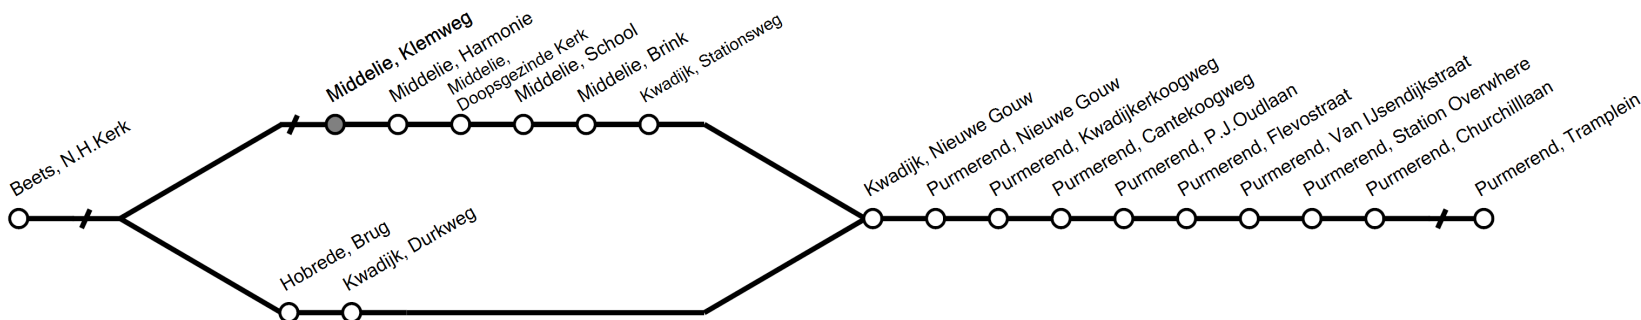 Beets, N.H.Kerk
Middelie, Klemweg
Middelie, Harmonie
Middelie,
Doopsgezinde Kerk
Middelie, School
Middelie, Brink
Kwadijk, Stationsweg
Hobrede, Brug
Kwadijk, Durkweg
Kwadijk, Nieuwe Gouw
Purmerend, Nieuwe Gouw
Purmerend, Kwadijkerkoogweg
Purmerend, Cantekoogweg
Purmerend, P.J.Oudlaan
Purmerend, Flevostraat
Purmerend, Van IJsendijkstraat
Purmerend, Station Overwhere
Purmerend, Churchilllaan
Purmerend, Tramplein